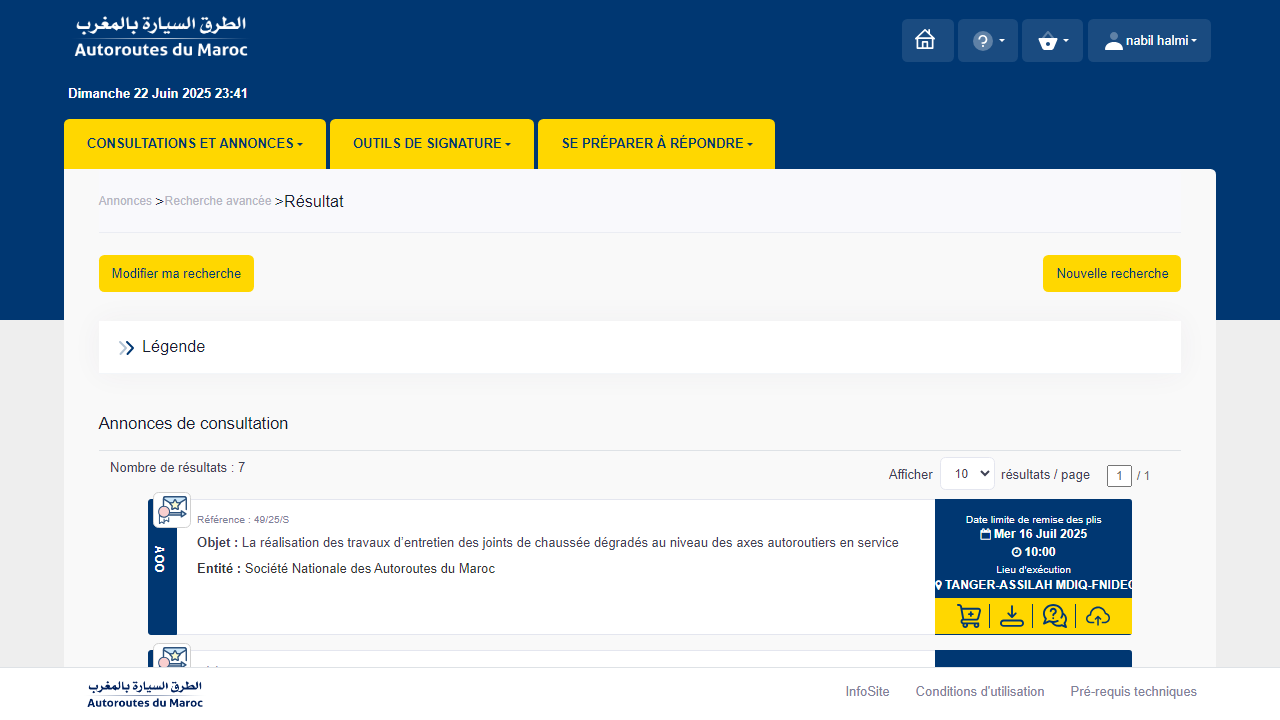 الطرق السيارة بالمغرب
Autoroutes du Maroc
nabil halmi
Dimanche 22 Juin 2025 23:41
CONSULTATIONS ET ANNONCES
OUTILS DE SIGNATURE
SE PRÉPARER À RÉPONDRE
Annonces >Recherche avancée >Résultat
Modifier ma recherche
Nouvelle recherche
Légende
Annonces de consultation
Nombre de résultats : 7
Afficher 10 résultats / page 1 / 1
AOO
Référence : 49/25/S
Objet : La réalisation des travaux d’entretien des joints de chaussée dégradés au niveau des axes autoroutiers en service
Entité : Société Nationale des Autoroutes du Maroc
Date limite de remise des plis
Mer 16 Juil 2025
10:00
Lieu d'exécution
TANGER-ASSILAH MDIQ-FNIDEQ
الطرق السيارة بالمغرب
Autoroutes du Maroc
InfoSite
Conditions d'utilisation
Pré-requis techniques